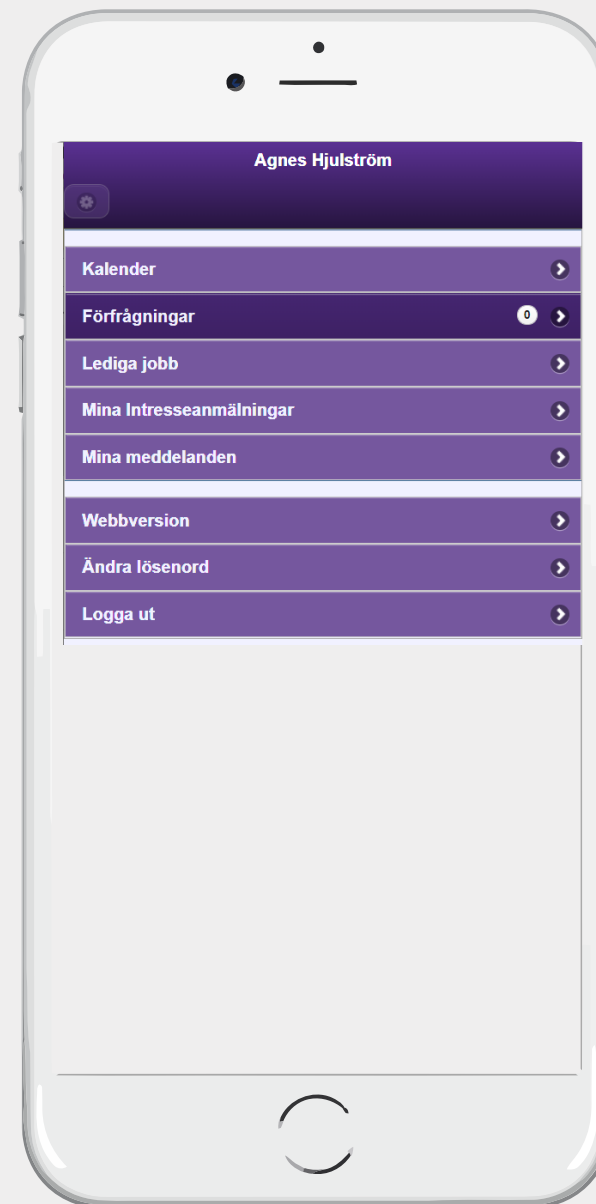 Agnes Hjulström
Kalender
Förfrågningar 0
Lediga jobb
Mina Intresseanmälningar
Mina meddelanden
Webbversion
Ändra lösenord
Logga ut